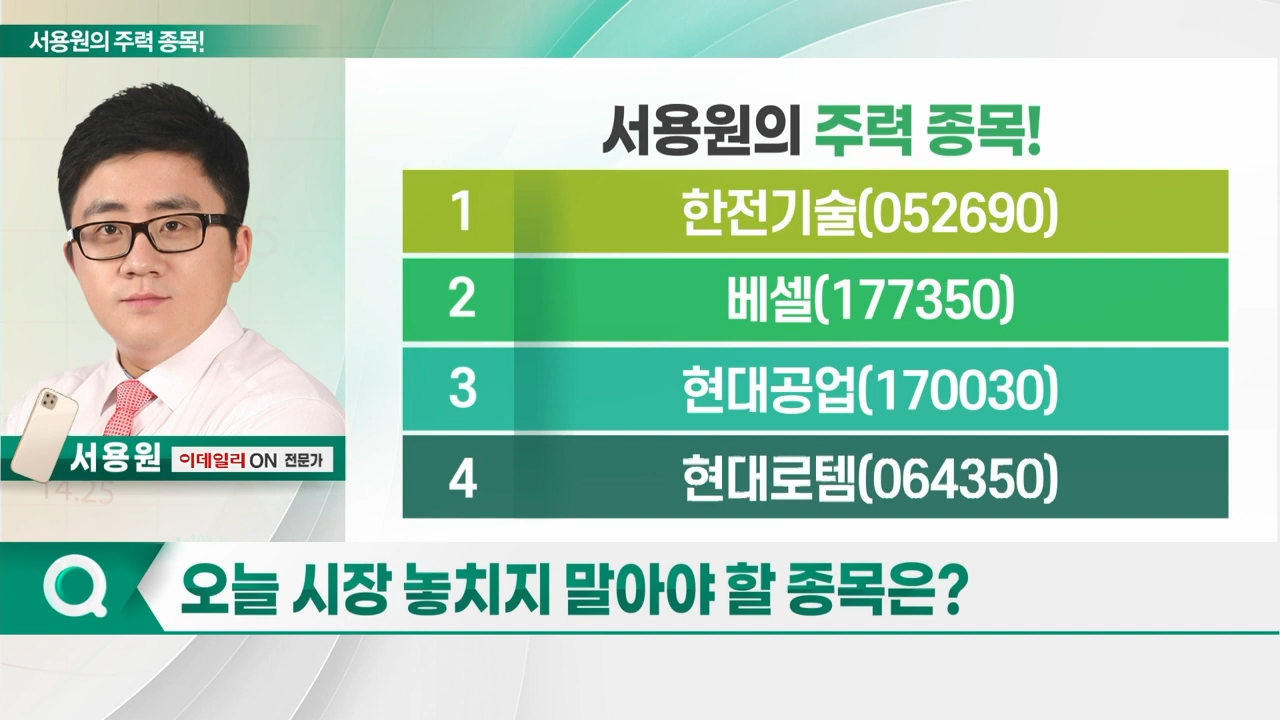 서용원의 주력 종목!
서용원의 주력 종목!
1 한전기술(052690)
2 베셀(177350)
3 현대공업(170030)
4 현대로템(064350)
서용원 이데일리 ON 전문가
14.25
Q 오늘 시장 놓치지 말아야 할 종목은?